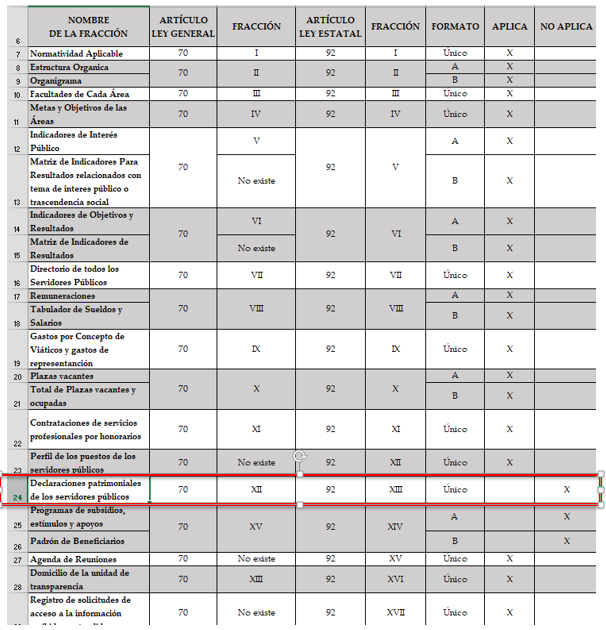 NOMBRE DE LA FRACCIÓN ARTÍCULO LEY GENERAL FRACCIÓN ARTÍCULO LEY ESTATAL FRACCIÓN FORMATO APLICA NO APLICA
6
7 Normatividad Aplicable 70 I 92 I Único X
8 Estructura Organica 70 II 92 II A X
9 Organigrama B X
10 Facultades de Cada Área 70 III 92 III Único X
11 Metas y Objetivos de las Áreas 70 IV 92 IV Único X
12 Indicadores de Interés Público 70 V 92 V A X
13 Matriz de Indicadores Para Resultados relacionados con tema de interes público o trascendencia social No existe B X
14 Indicadores de Objetivos y Resultados 70 VI 92 VI A X
15 Matriz de Indicadores de Resultados No existe B X
16 Directorio de todos los Servidores Públicos 70 VII 92 VII Único X
17 Remuneraciones 70 VIII 92 VIII A X
18 Tabulador de Sueldos y Salarios B X
19 Gastos por Concepto de Viáticos y gastos de representanción 70 IX 92 IX Único X
20 Plazas vacantes 70 X 92 X A X
21 Total de Plazas vacantes y ocupadas B X
22 Contrataciones de servicios profesionales por honorarios 70 XI 92 XI Único X
23 Perfil de los puestos de los servidores públicos 70 No existe 92 XII Único X
24 Declaraciones patrimoniales de los servidores públicos 70 XII 92 XIII Único X
25 Programas de subsidios, estímulos y apoyos 70 XV 92 XIV A X
26 Padrón de Beneficiarios B X
27 Agenda de Reuniones 70 No existe 92 XV Único X
28 Domicilio de la unidad de transparencia 70 XIII 92 XVI Único X
Registro de solicitudes de acceso a la información 70 No existe 92 XVII Único X